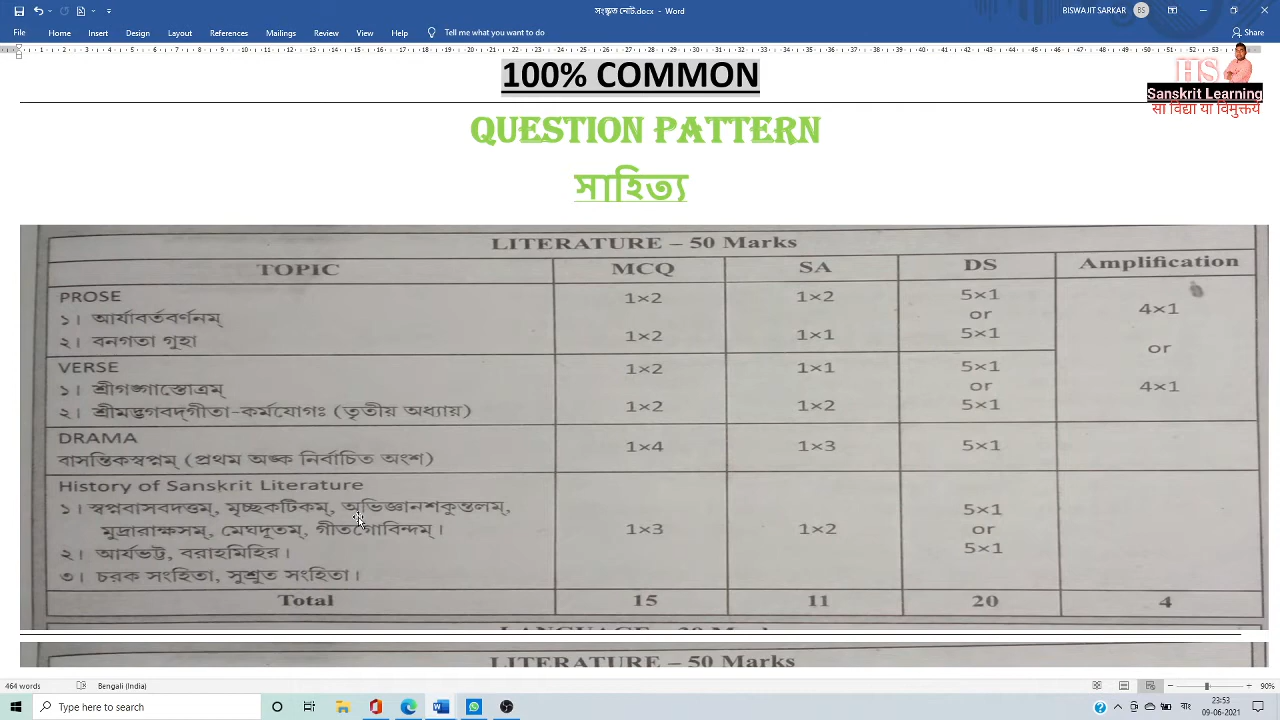 সংস্কৃত নোট.docx - Word
BISWAJIT SARKAR BS
File Home Insert Design Layout References Mailings Review View Help Tell me what you want to do Share
100% COMMON
HS
Sanskrit Learning
सा विद्या या विमुक्तये
QUESTION PATTERN
সাহিত্য
LITERATURE – 50 Marks
TOPIC MCQ SA DS Amplification
PROSE 1×2 1×2 5×1
১। আর্যাবর্তবর্ণনম্ or 4×1
২। বনগতা গুহা 1×2 1×1 5×1
or
VERSE 1×2 1×1 5×1
১। শ্রীগঙ্গাস্তোত্রম্ or 4×1
২। শ্রীমদ্ভগবদ্‌গীতা-কর্মযোগঃ (তৃতীয় অধ্যায়) 1×2 1×2 5×1
DRAMA
বাসন্তিকস্বপ্নম্ (প্রথম অঙ্ক নির্বাচিত অংশ) 1×4 1×3 5×1
History of Sanskrit Literature
১। স্বপ্নবাসবদত্তম্, মৃচ্ছকটিকম্, অভিজ্ঞানশকুন্তলম্, 5×1
মুদ্রারাক্ষসম্, মেঘদূতম্, গীতগোবিন্দম্। 1×3 1×2 or
২। আর্যভট্ট, বরাহমিহির। 5×1
৩। চরক সংহিতা, সুশ্রুত সংহিতা।
Total 15 11 20 4
LITERATURE – 50 Marks
464 words Bengali (India) 90%
Type here to search
23:53
09-06-2021